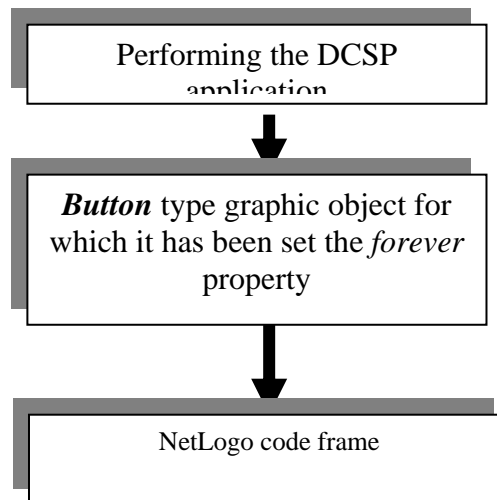 Performing the DCSP
application
Button type graphic object for
which it has been set the forever
property
NetLogo code frame